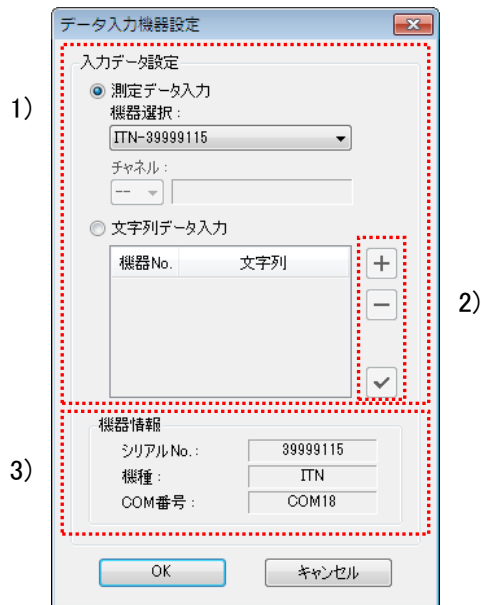 データ入力機器設定
入力データ設定
1)
測定データ入力
機器選択：
ITN-39999115
チャネル：
--
文字列データ入力
機器No. 文字列
+
−
2)
機器情報
3)
シリアルNo.： 39999115
機種： ITN
COM番号： COM18
OK キャンセル